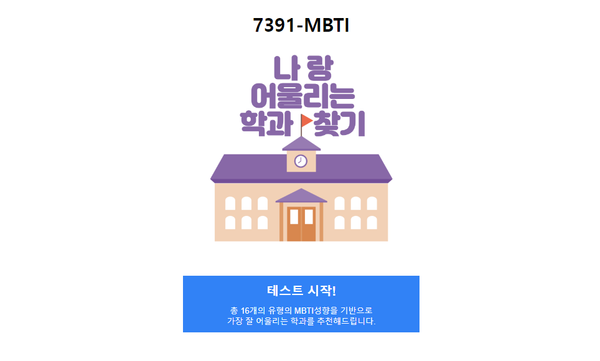 7391-MBTI
나 랑
어울리는
학과 찾기
테스트 시작!
총 16개의 유형의 MBTI성향을 기반으로
가장 잘 어울리는 학과를 추천해드립니다.